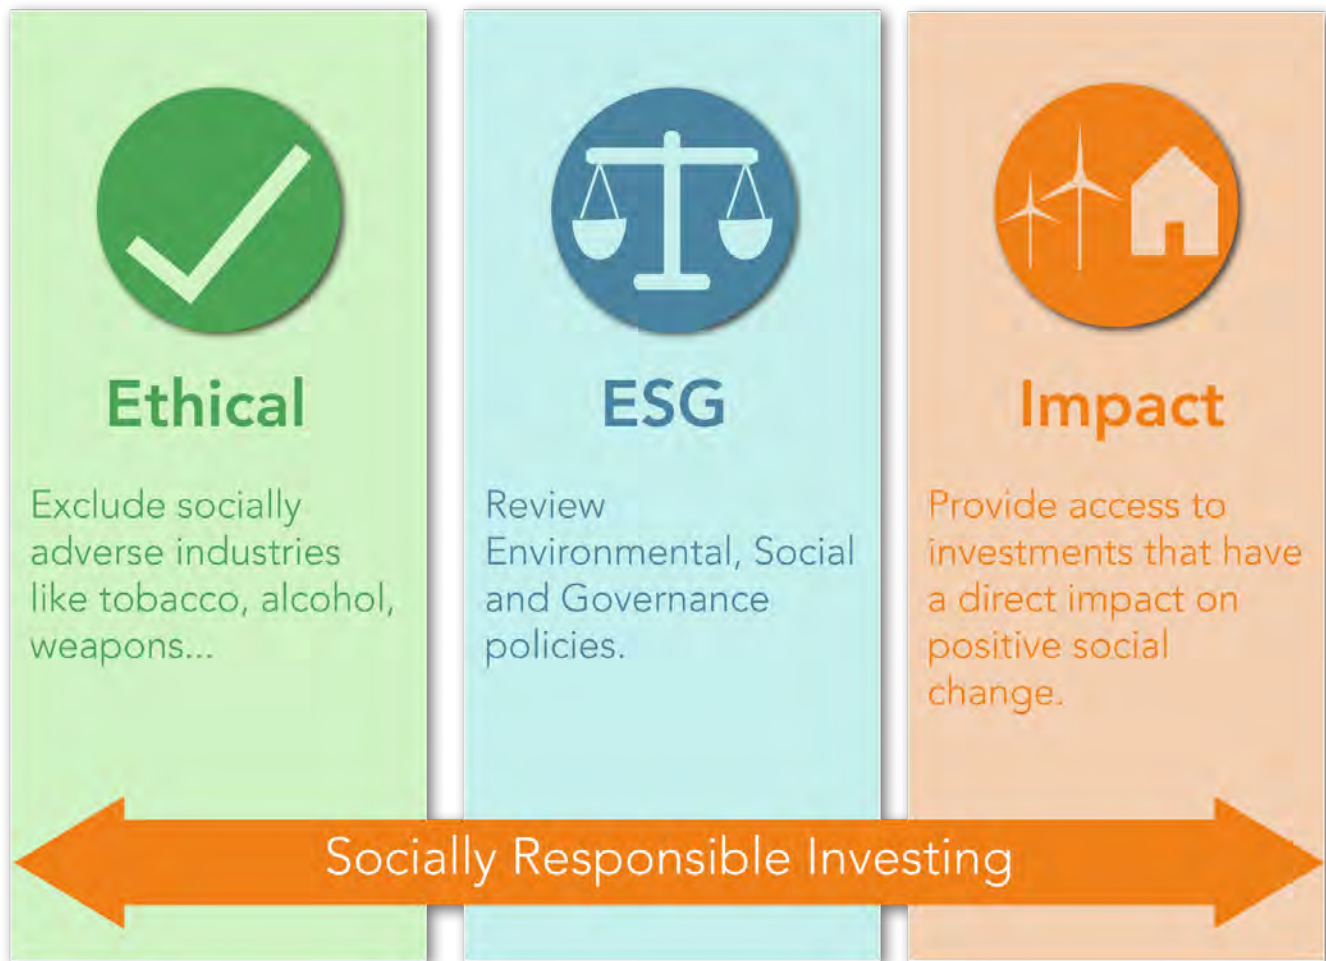 Ethical
Exclude socially
adverse industries
like tobacco, alcohol,
weapons...
ESG
Review
Environmental, Social
and Governance
policies.
Impact
Provide access to
investments that have
a direct impact on
positive social
change.
Socially Responsible Investing